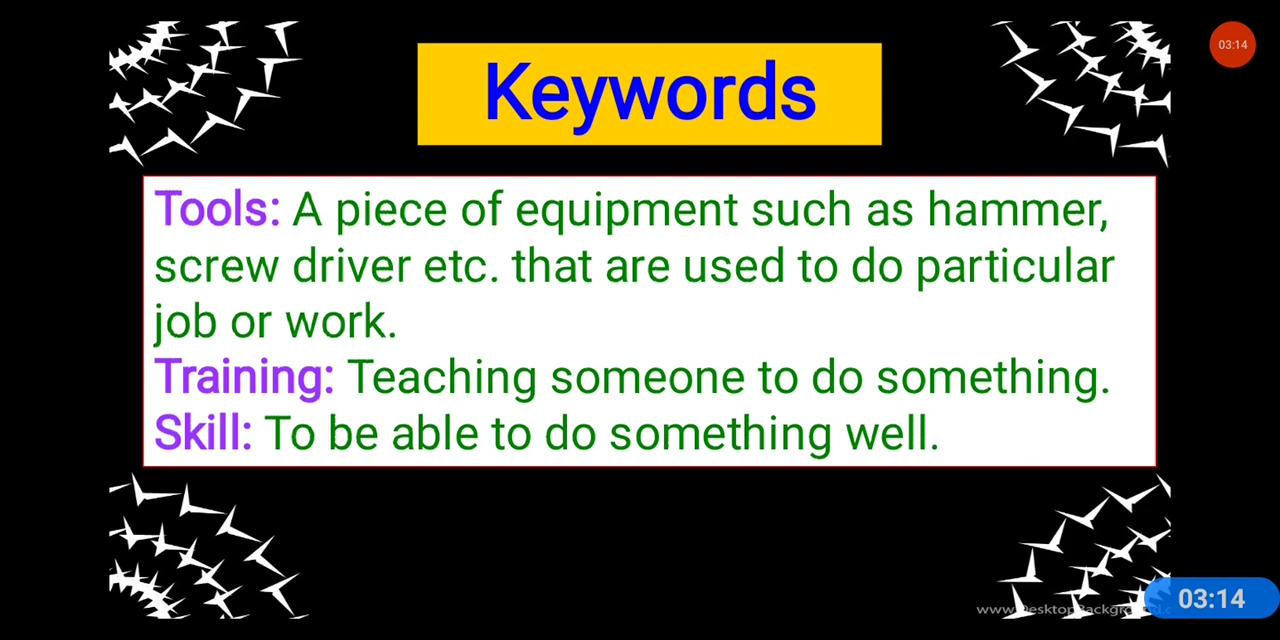 03:14
Keywords
Tools: A piece of equipment such as hammer,
screw driver etc. that are used to do particular
job or work.
Training: Teaching someone to do something.
Skill: To be able to do something well.
03:14